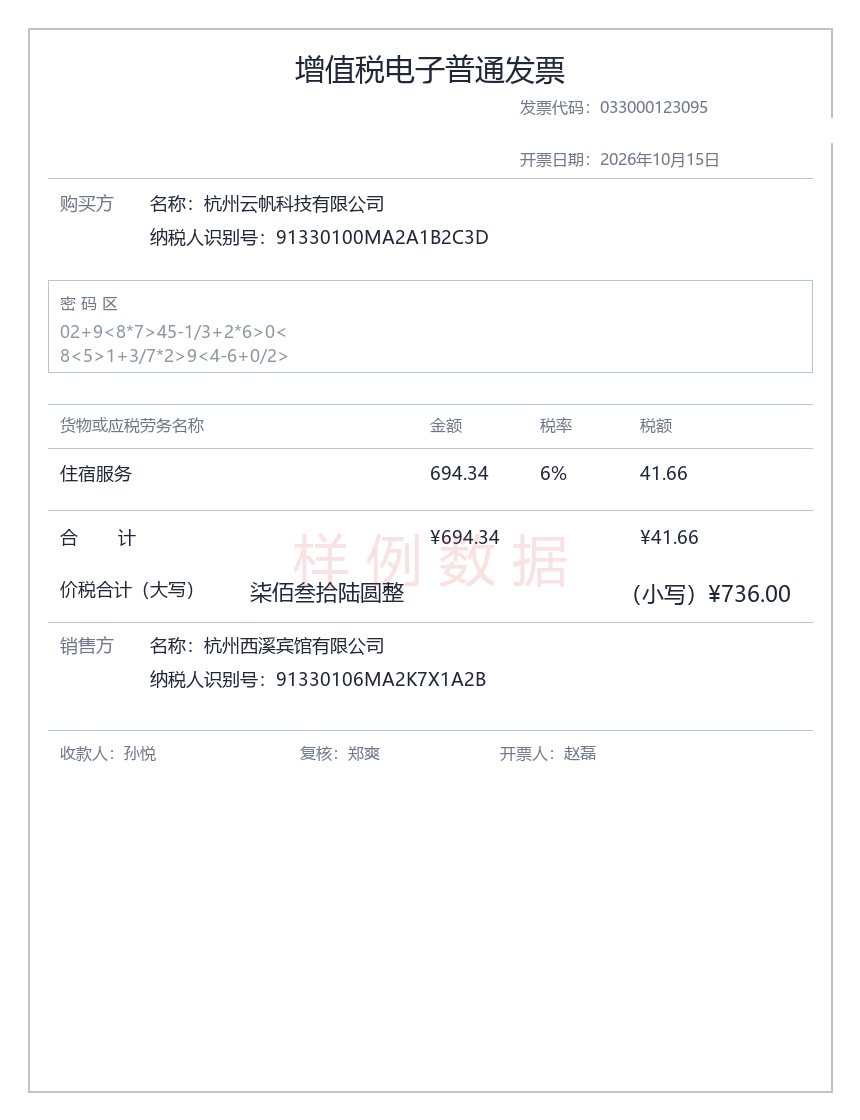 增值税电子普通发票
发票代码：033000123095
开票日期：2026年10月15日
购买方 名称：杭州云帆科技有限公司
纳税人识别号：91330100MA2A1B2C3D
密 码 区
02+9<8*7>45-1/3+2*6>0<
8<5>1+3/7*2>9<4-6+0/2>
货物或应税劳务名称 金额 税率 税额
住宿服务 694.34 6% 41.66
合 计 ¥694.34 ¥41.66
样例数据
价税合计（大写） 柒佰叁拾陆圆整 （小写）¥736.00
销售方 名称：杭州西溪宾馆有限公司
纳税人识别号：91330106MA2K7X1A2B
收款人：孙悦 复核：郑爽 开票人：赵磊